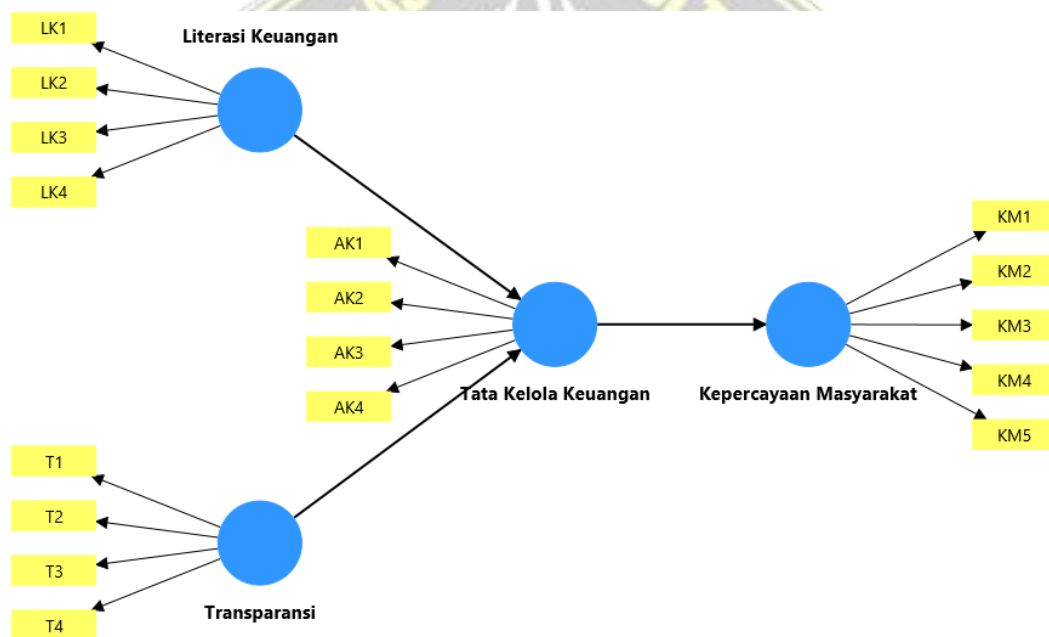 LK1
LK2
LK3
LK4
Literasi Keuangan
AK1
AK2
AK3
AK4
Tata Kelola Keuangan
Kepercayaan Masyarakat
KM1
KM2
KM3
KM4
KM5
T1
T2
T3
T4
Transparansi